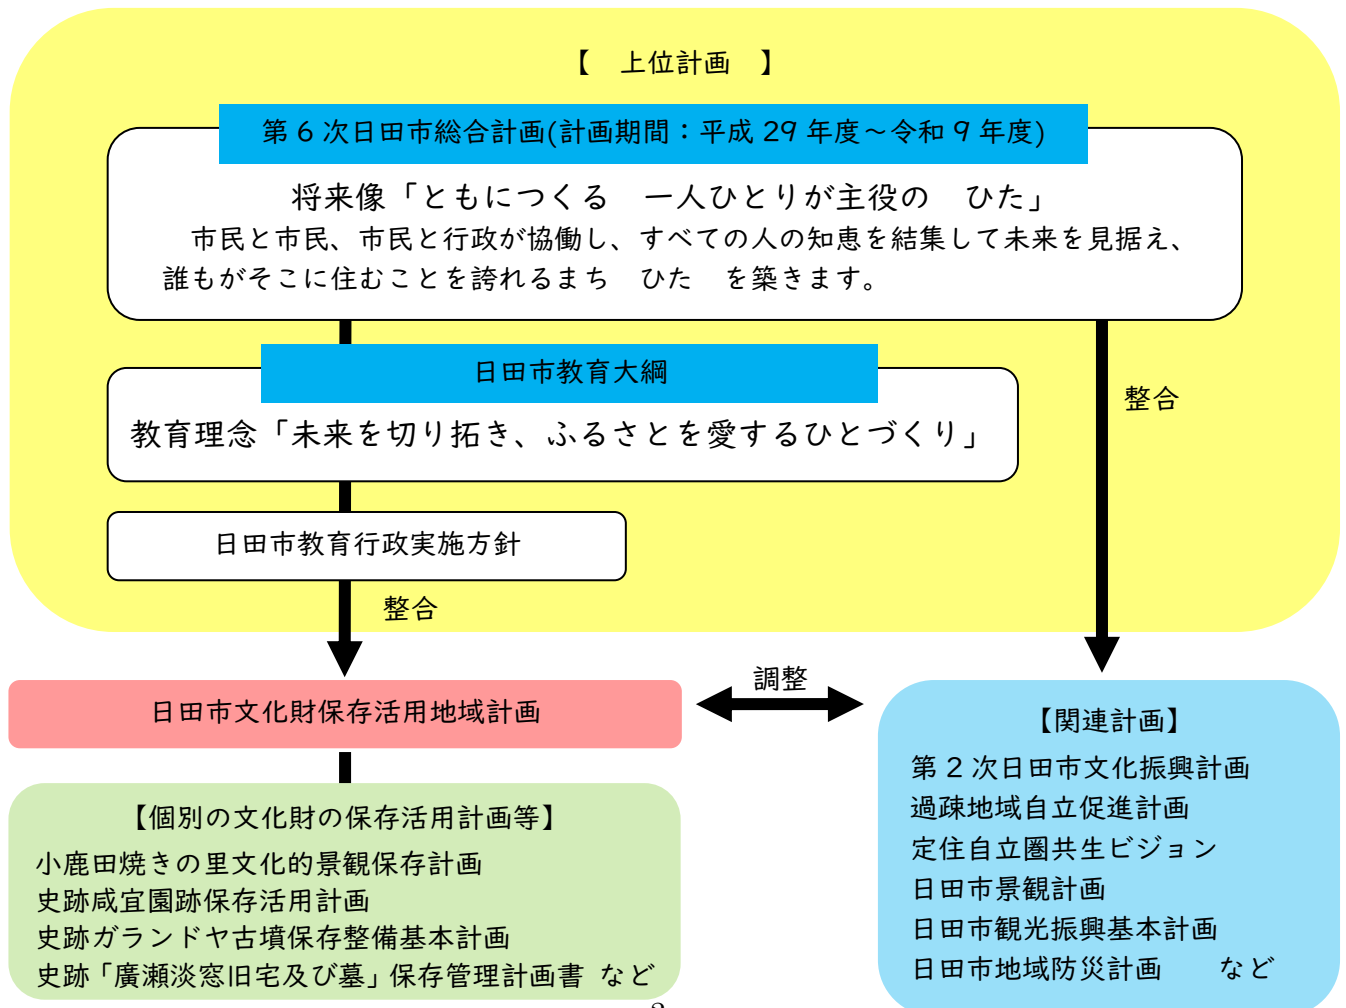 【　上位計画　】
第6次日田市総合計画(計画期間：平成29年度～令和9年度)
将来像「ともにつくる　一人ひとりが主役の　ひた」
市民と市民、市民と行政が協働し、すべての人の知恵を結集して未来を見据え、
誰もがそこに住むことを誇れるまち　ひた　を築きます。
日田市教育大綱
教育理念「未来を切り拓き、ふるさとを愛するひとづくり」
整合
日田市教育行政実施方針
整合
日田市文化財保存活用地域計画
調整
【個別の文化財の保存活用計画等】
小鹿田焼きの里文化的景観保存計画
史跡咸宜園跡保存活用計画
史跡ガランドヤ古墳保存整備基本計画
史跡「廣瀬淡窓旧宅及び墓」保存管理計画書 など
【関連計画】
第2次日田市文化振興計画
過疎地域自立促進計画
定住自立圏共生ビジョン
日田市景観計画
日田市観光振興基本計画
日田市地域防災計画　　など